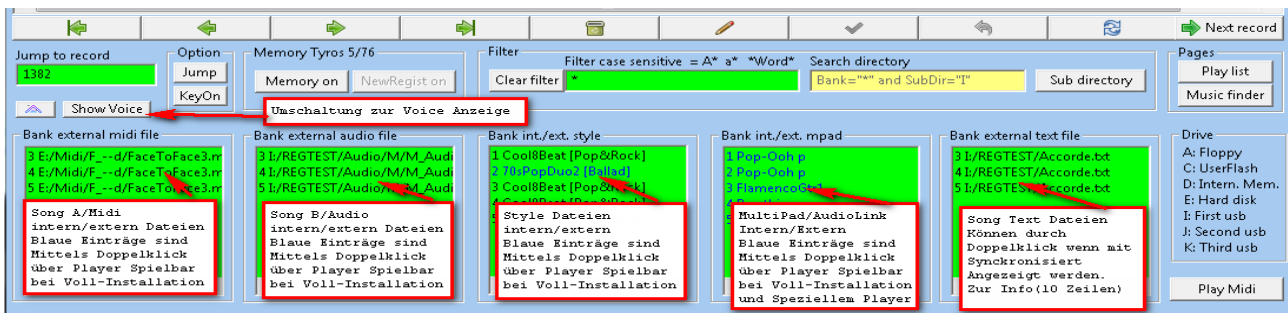 Next record
Jump to record
Option
Memory Tyros 5/76
Filter
Pages
1382
Jump
Filter case sensitive = A* a* *Word*
Search directory
Play list
Memory on
NewRegist on
Clear filter
*
Bank="*" and SubDir="I"
Sub directory
KeyOn
Music finder
Show Voice
Umschaltung zur Voice Anzeige
Bank external midi file
Bank external audio file
Bank int./ext. style
Bank int./ext. mpad
Bank external text file
Drive
3 E:/Midi/F_--d/FaceToFace3.m
4 E:/Midi/F_--d/FaceToFace3.m
5 E:/Midi/F_--d/FaceToFace3.m
3 I:/REGTEST/Audio/M/M_Audi
4 I:/REGTEST/Audio/M/M_Audi
5 I:/REGTEST/Audio/M/M_Audi
1 Cool8Beat [Pop&Rock]
2 70sPopDuo2 [Ballad]
3 Cool8Beat [Pop&Rock]
1 Pop-Ooh p
2 Pop-Ooh p
3 FlamencoGtr1
3 I:/REGTEST/Accorde.txt
4 I:/REGTEST/Accorde.txt
5 I:/REGTEST/Accorde.txt
A: Floppy
C: UserFlash
D: Intern. Mem.
E: Hard disk
I: First usb
J: Second usb
K: Third usb
Song A/Midi
intern/extern Dateien
Blaue Einträge sind
Mittels Doppelklick
über Player Spielbar
bei Voll-Installation
Song B/Audio
intern/extern Dateien
Blaue Einträge sind
Mittels Doppelklick
über Player Spielbar
bei Voll-Installation
Style Dateien
intern/extern
Blaue Einträge sind
Mittels Doppelklick
über Player Spielbar
bei Voll-Installation
MultiPad/AudioLink
Intern/Extern
Blaue Einträge sind
Mittels Doppelklick
über Player Spielbar
bei Voll-Installation
und Speziellem Player
Song Text Dateien
Können durch
Doppelklick wenn mit
Synckronisiert
Angezeigt werden.
Zur Info(10 Zeilen)
Play Midi